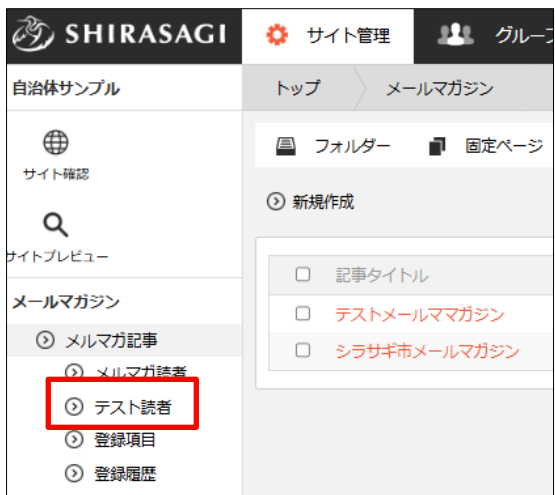 SHIRASAGI
サイト管理
グループ
自治体サンプル
トップ
メールマガジン
サイト確認
フォルダー
固定ページ
新規作成
サイトプレビュー
記事タイトル
メールマガジン
テストメールママガジン
メルマガ記事
シラサギ市メールマガジン
メルマガ読者
テスト読者
登録項目
登録履歴